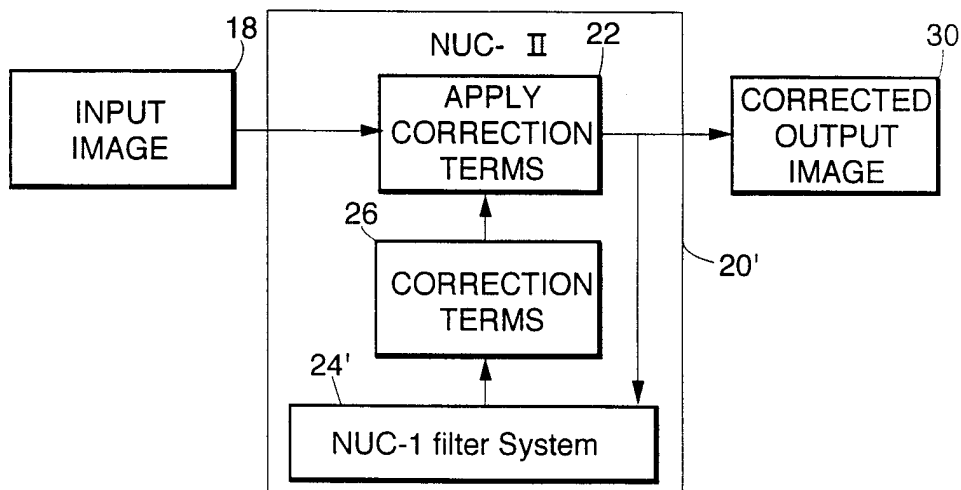 18
INPUT
IMAGE
NUC- II
22
APPLY
CORRECTION
TERMS
30
CORRECTED
OUTPUT
IMAGE
26
CORRECTION
TERMS
20'
24'
NUC-1 filter System